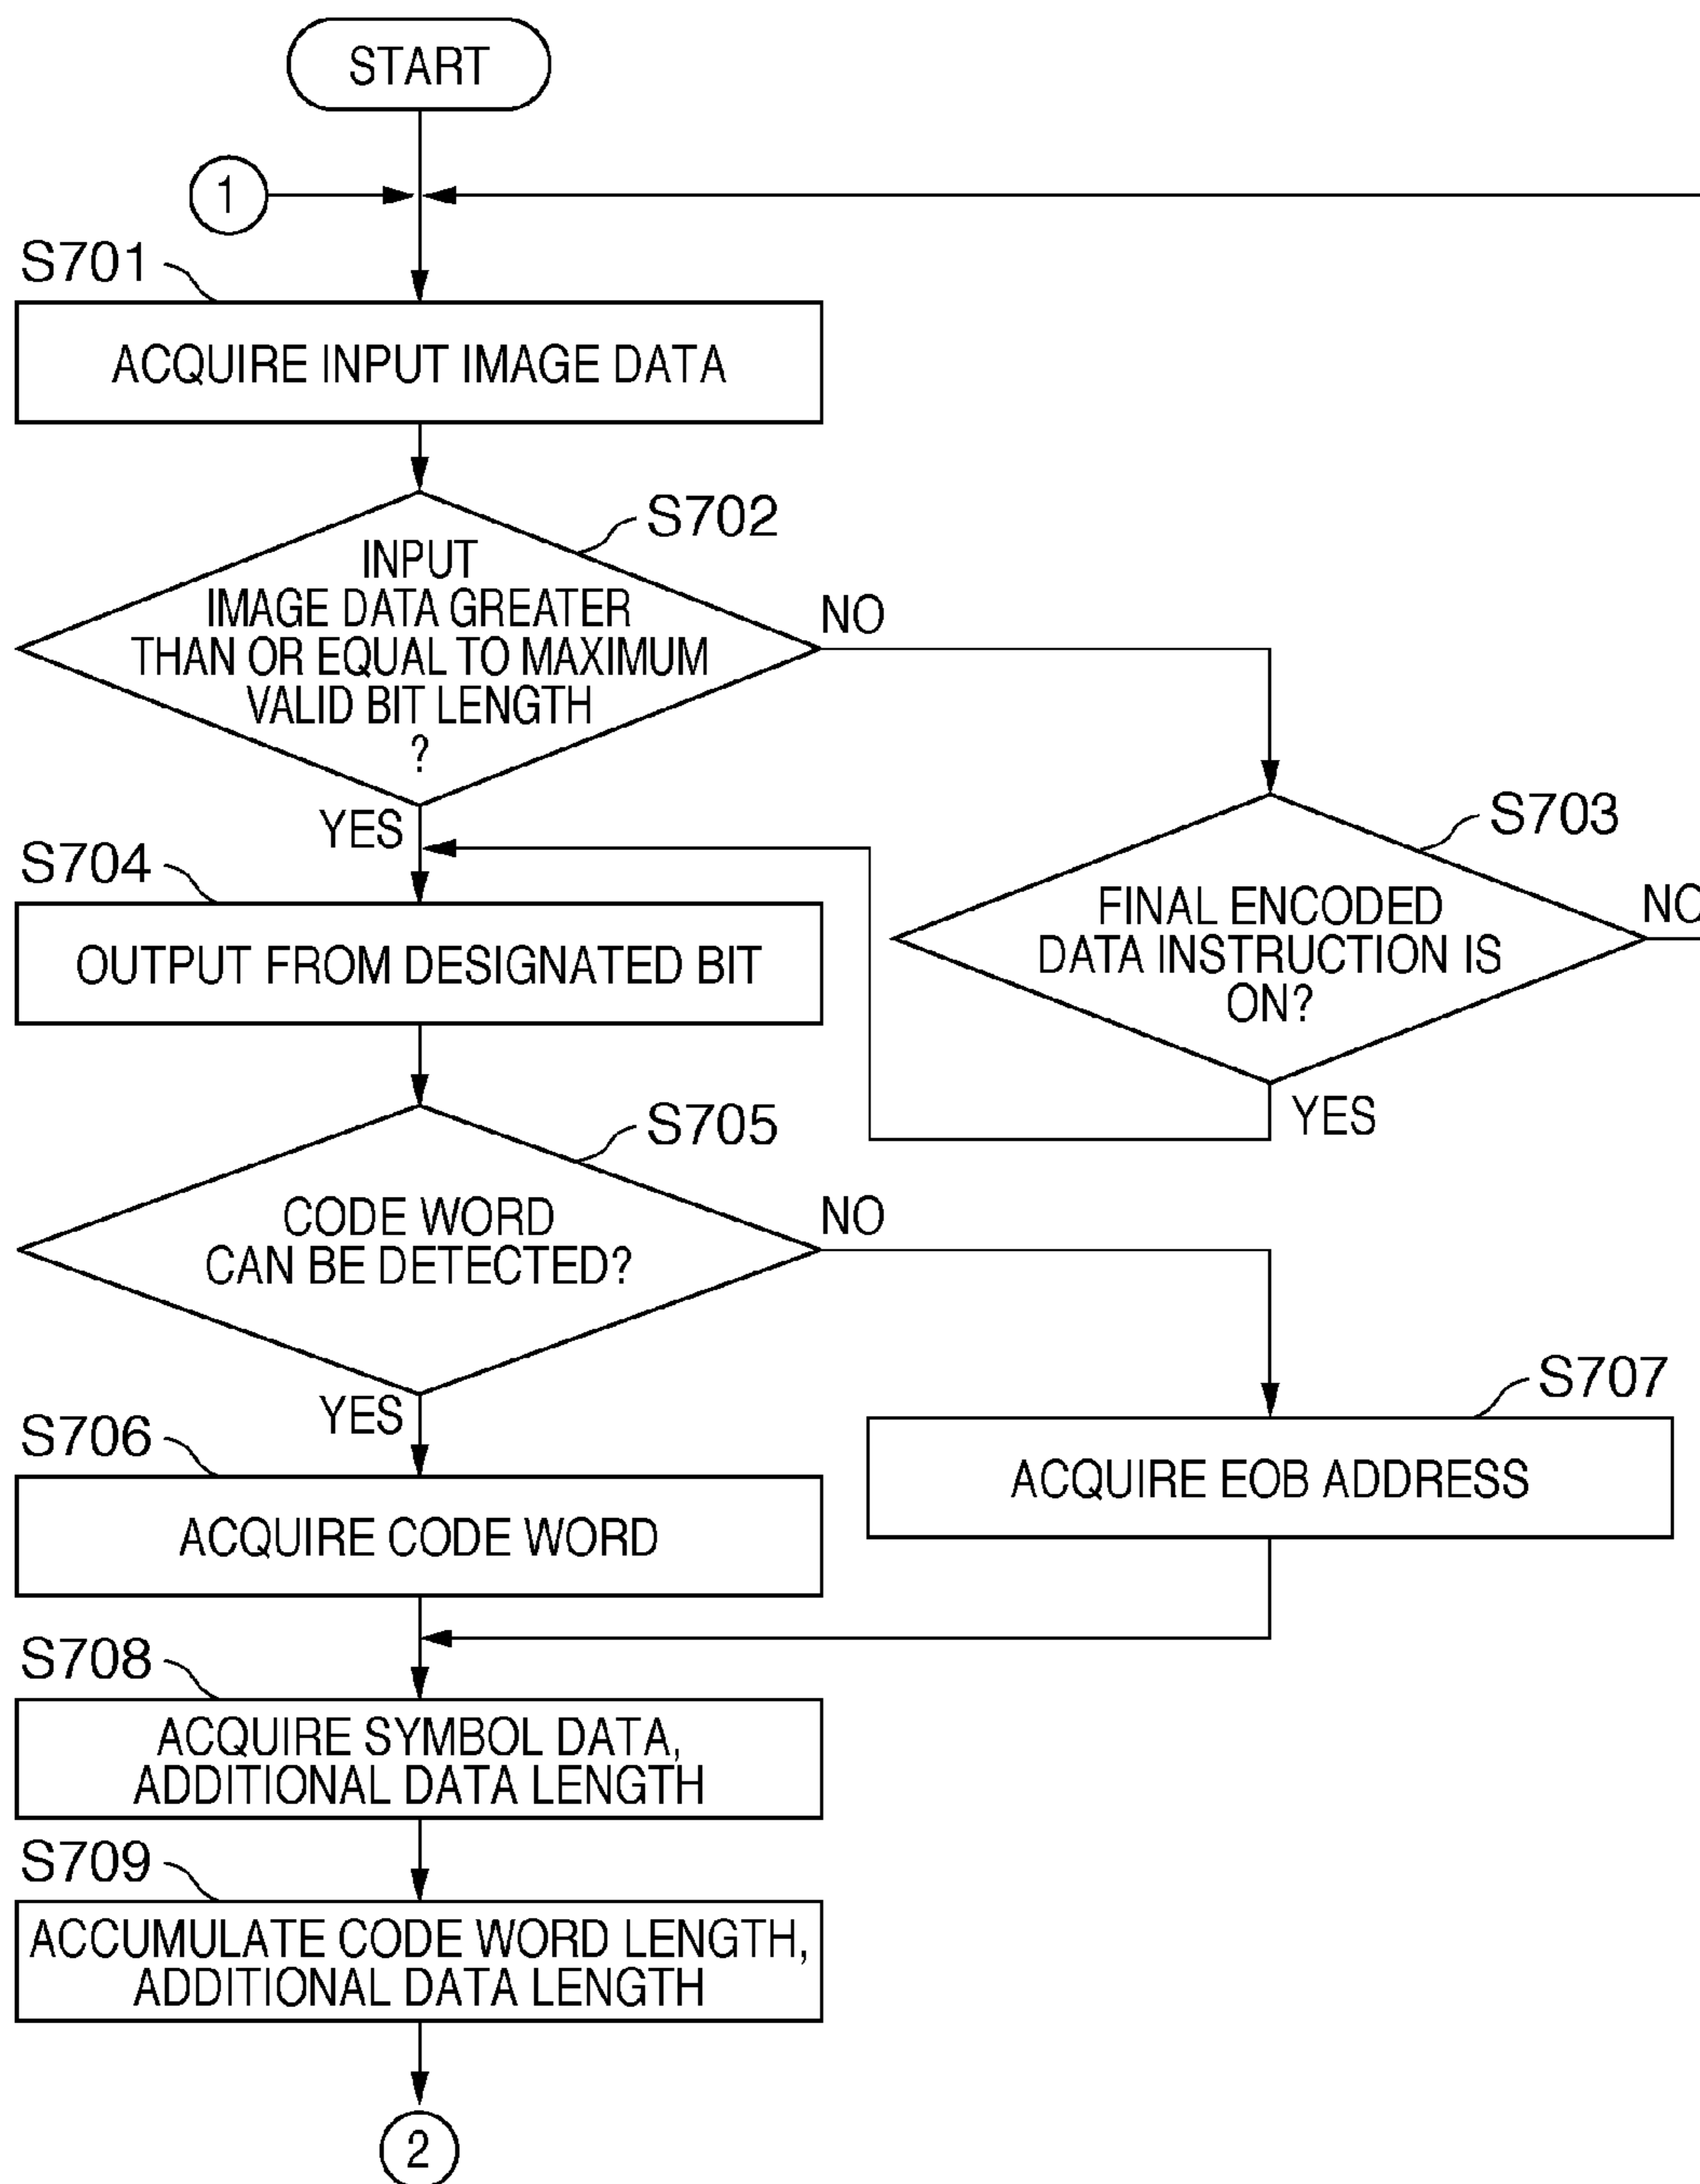 START
1
S701
ACQUIRE INPUT IMAGE DATA
S702
INPUT
IMAGE DATA GREATER
THAN OR EQUAL TO MAXIMUM
VALID BIT LENGTH
?
NO
YES
S703
FINAL ENCODED
DATA INSTRUCTION IS
ON?
NO
YES
S704
OUTPUT FROM DESIGNATED BIT
S705
CODE WORD
CAN BE DETECTED?
NO
YES
S706
ACQUIRE CODE WORD
S707
ACQUIRE EOB ADDRESS
S708
ACQUIRE SYMBOL DATA,
ADDITIONAL DATA LENGTH
S709
ACCUMULATE CODE WORD LENGTH,
ADDITIONAL DATA LENGTH
2